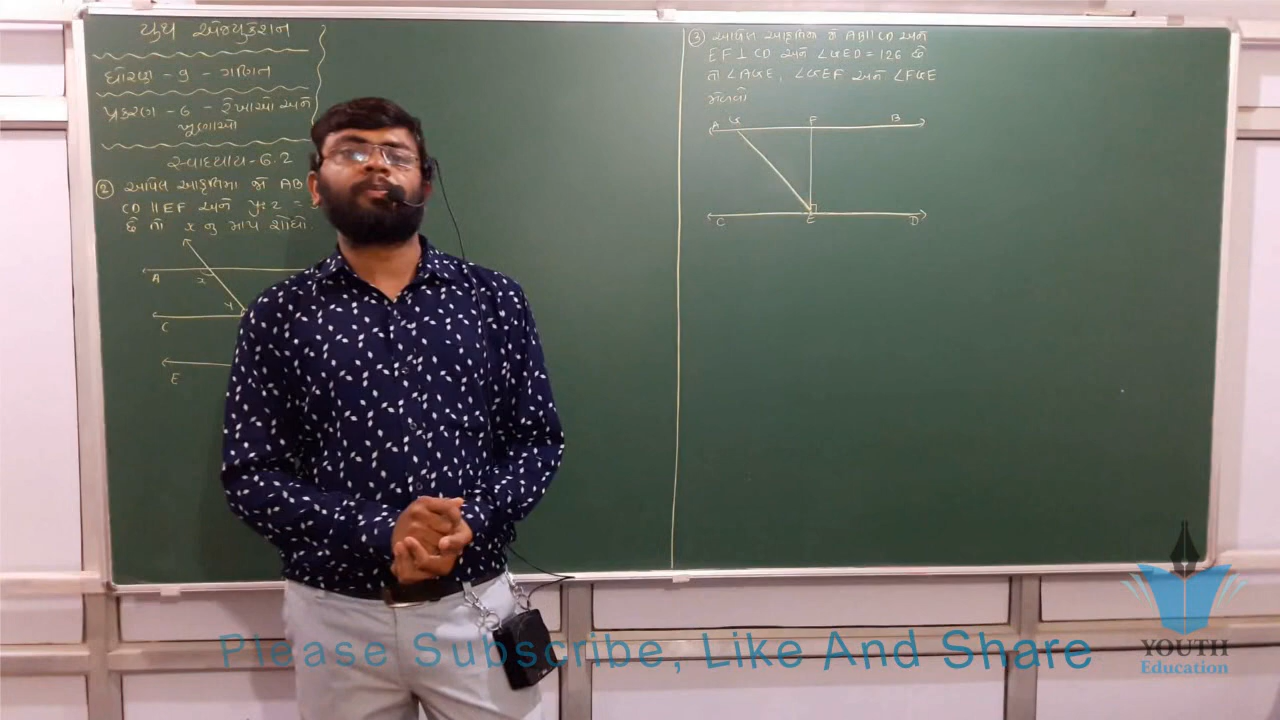 યુથ એજ્યુકેશન
ધોરણ - 9 - ગણિત
પ્રકરણ - 6 - રેખાઓ અને
ખૂણાઓ
સ્વાધ્યાય - 6.2
② આપેલ આકૃતિમાં જો AB
CD || EF અને y:z =
છે તો x નુ માપ શોધો.
A
x
y
C
E
③ આપેલ આકૃતિમાં જો AB || CD અને
EF ⊥ CD અને ∠GED = 126 છે
તો ∠AGE, ∠GEF અને ∠FGE
મેળવો
A G F B
C E D
Please Subscribe, Like And Share
YOUTH
Education